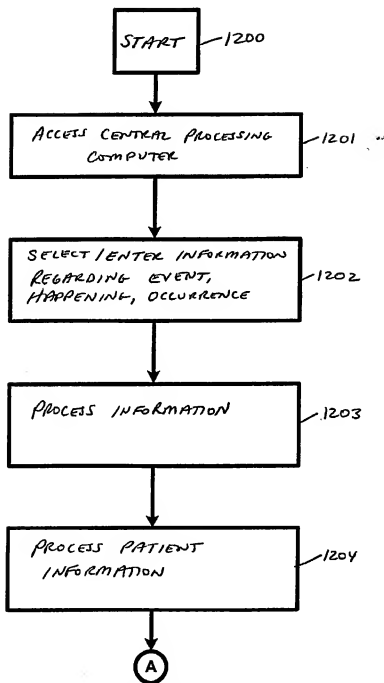 START
1200
ACCESS CENTRAL PROCESSING
COMPUTER
1201
SELECT/ENTER INFORMATION
REGARDING EVENT,
HAPPENING, OCCURRENCE
1202
PROCESS INFORMATION
1203
PROCESS PATIENT
INFORMATION
1204
A